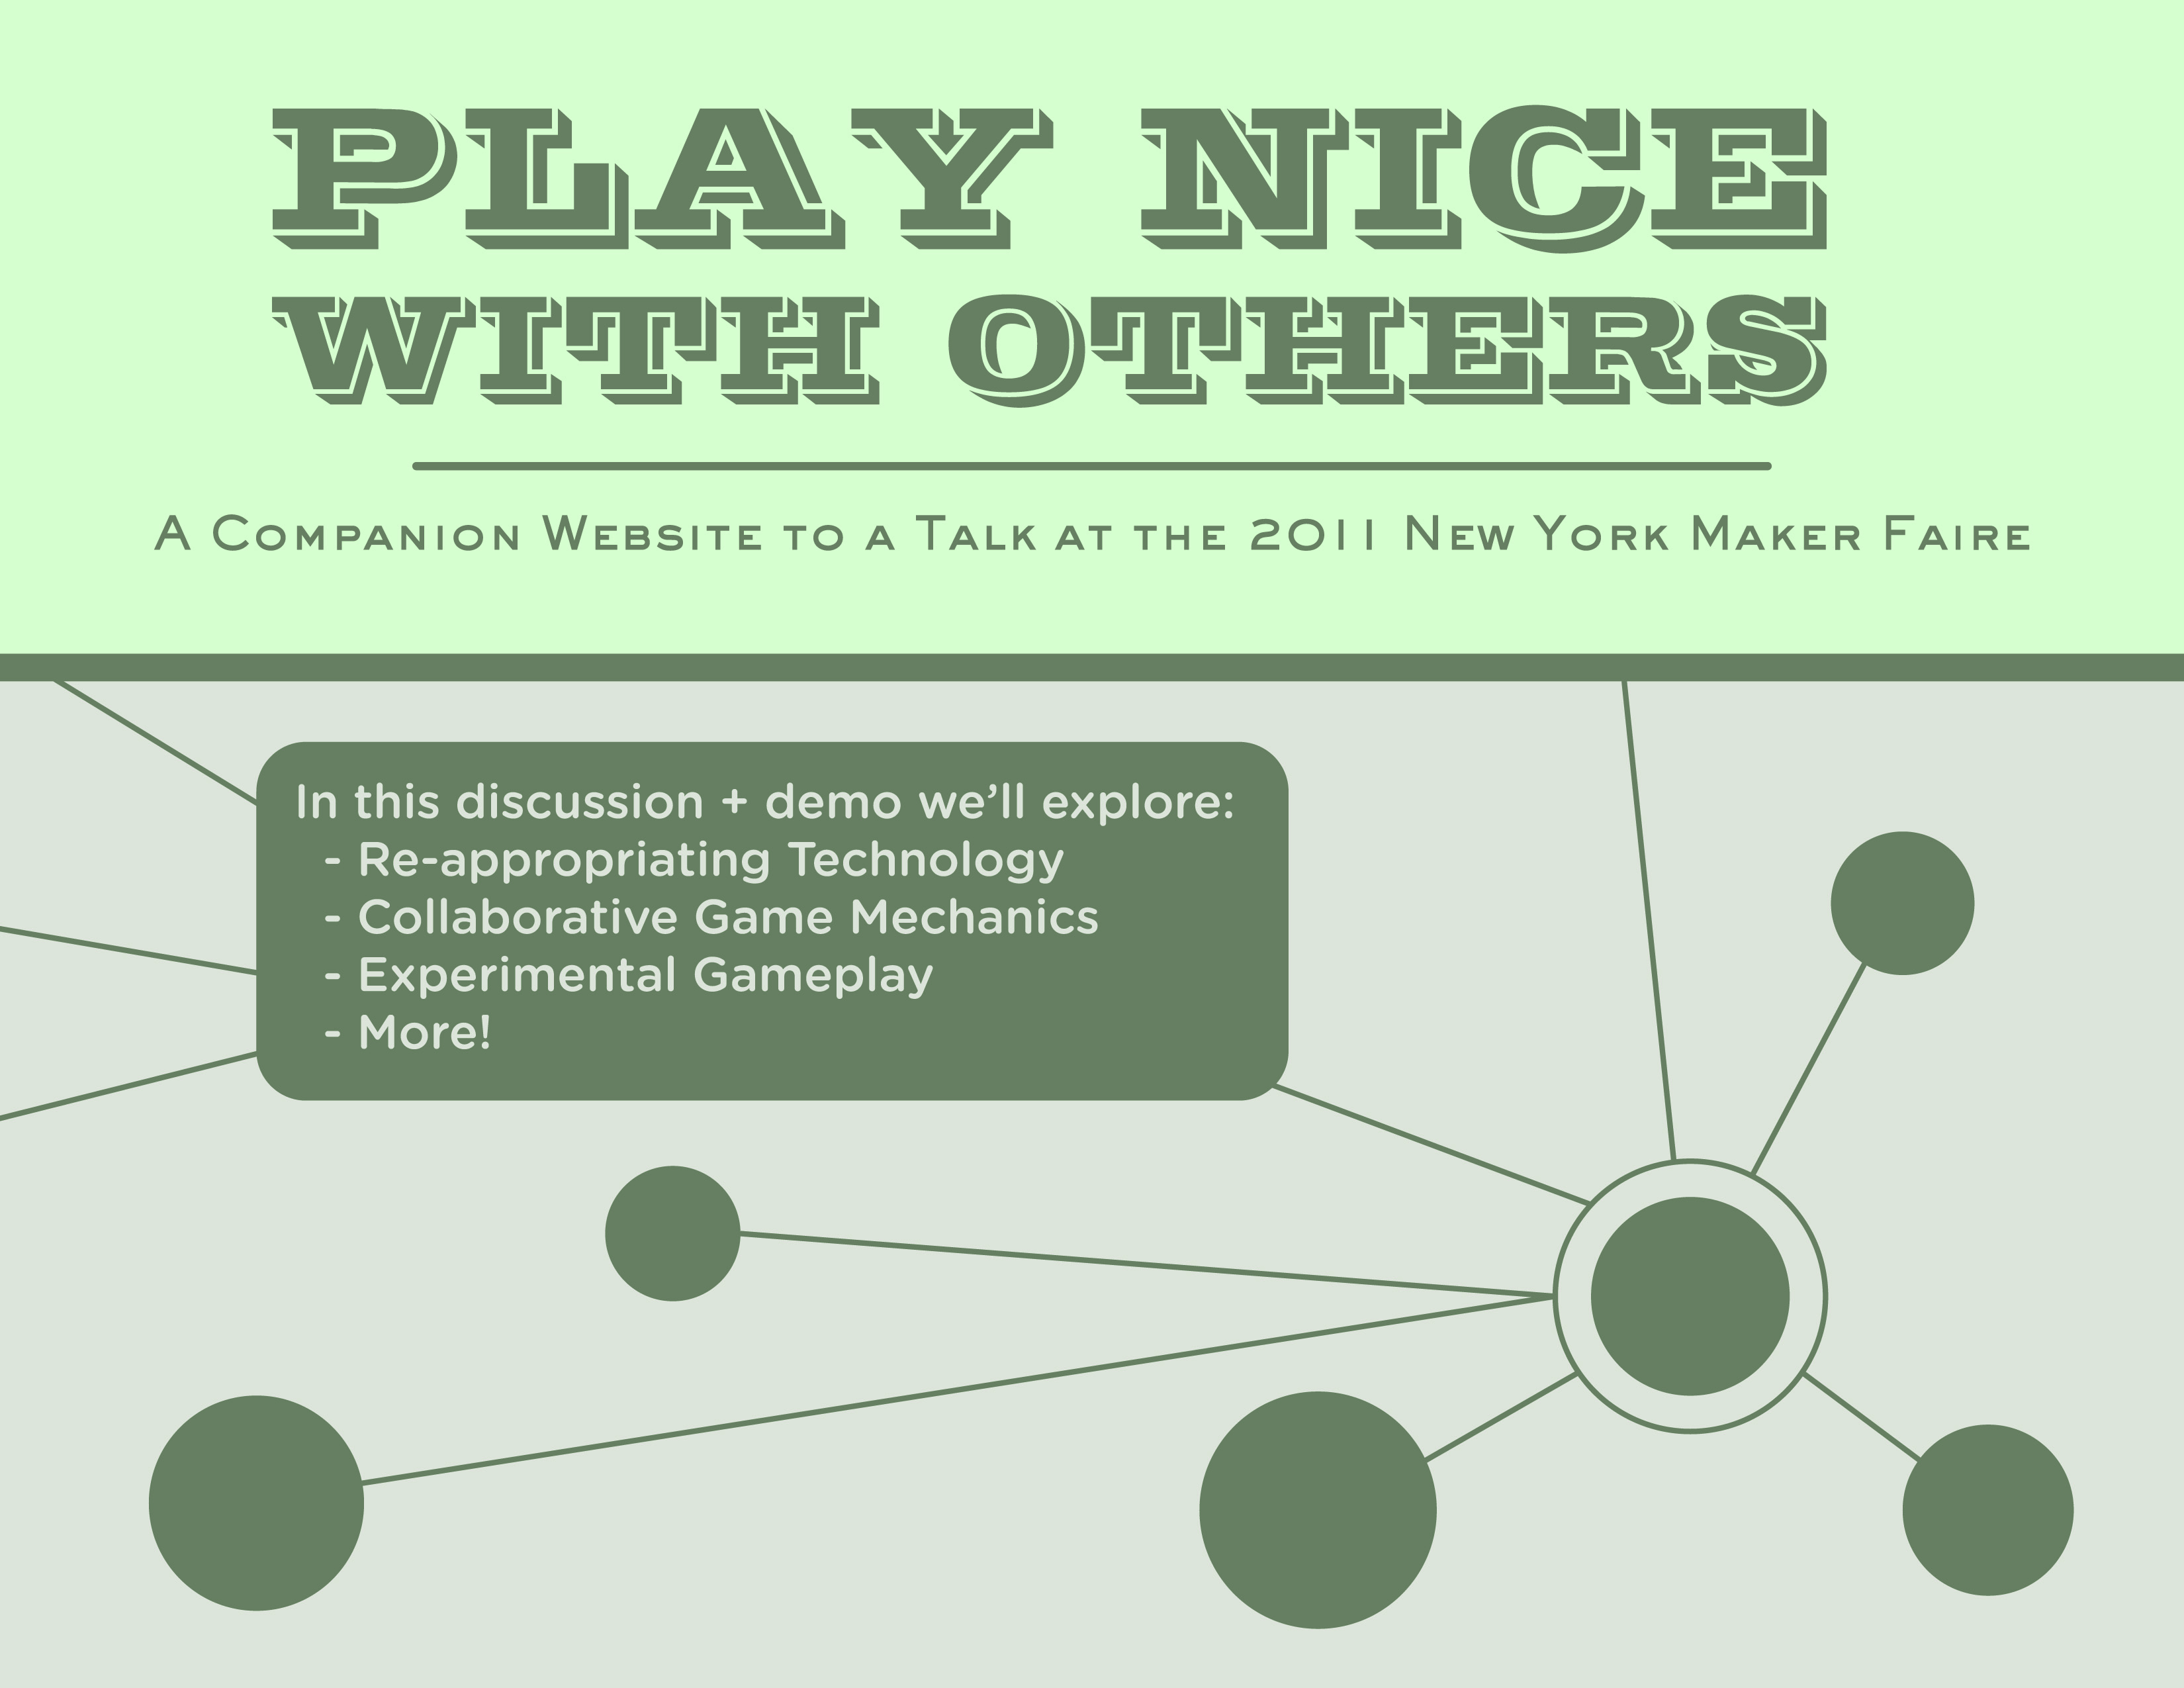 PLAY NICE
WITH OTHERS
A Companion Website to a Talk at the 2011 New York Maker Faire
In this discussion + demo we'll explore:
- Re-appropriating Technology
- Collaborative Game Mechanics
- Experimental Gameplay
- More!